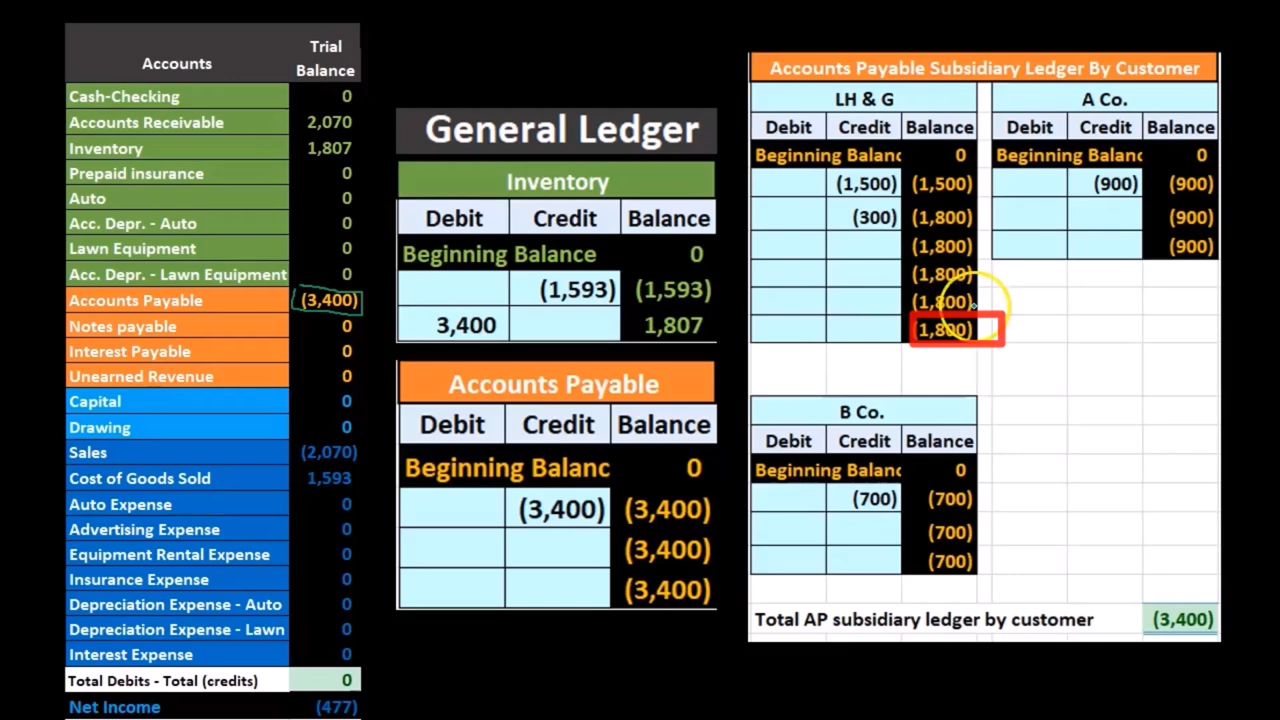 Accounts Trial Balance
Cash-Checking 0
Accounts Receivable 2,070
Inventory 1,807
Prepaid insurance 0
Auto 0
Acc. Depr. - Auto 0
Lawn Equipment 0
Acc. Depr. - Lawn Equipment 0
Accounts Payable (3,400)
Notes payable 0
Interest Payable 0
Unearned Revenue 0
Capital 0
Drawing 0
Sales (2,070)
Cost of Goods Sold 1,593
Auto Expense 0
Advertising Expense 0
Equipment Rental Expense 0
Insurance Expense 0
Depreciation Expense - Auto 0
Depreciation Expense - Lawn 0
Interest Expense 0
Total Debits - Total (credits) 0
Net Income (477)
General Ledger
Inventory
Debit Credit Balance
Beginning Balance 0
(1,593) (1,593)
3,400 1,807
Accounts Payable
Debit Credit Balance
Beginning Balanc 0
(3,400) (3,400)
(3,400)
(3,400)
Accounts Payable Subsidiary Ledger By Customer
LH & G
Debit Credit Balance
Beginning Balanc 0
(1,500) (1,500)
(300) (1,800)
(1,800)
(1,800)
(1,800)
(1,800)
A Co.
Debit Credit Balance
Beginning Balanc 0
(900) (900)
(900)
(900)
B Co.
Debit Credit Balance
Beginning Balanc 0
(700) (700)
(700)
(700)
Total AP subsidiary ledger by customer (3,400)